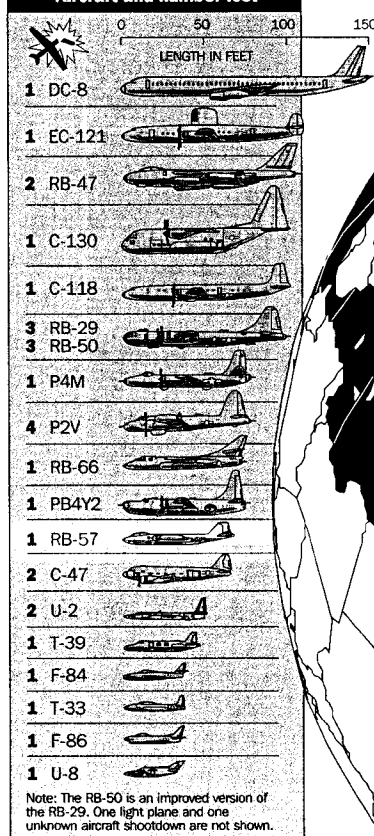 Aircraft and number lost
0 50 100 150
LENGTH IN FEET
1 DC-8
1 EC-121
2 RB-47
1 C-130
1 C-118
3 RB-29
3 RB-50
1 P4M
4 P2V
1 RB-66
1 PB4Y2
1 RB-57
2 C-47
2 U-2
1 T-39
1 F-84
1 T-33
1 F-86
1 U-8
Note: The RB-50 is an improved version of
the RB-29. One light plane and one
unknown aircraft shootdown are not shown.